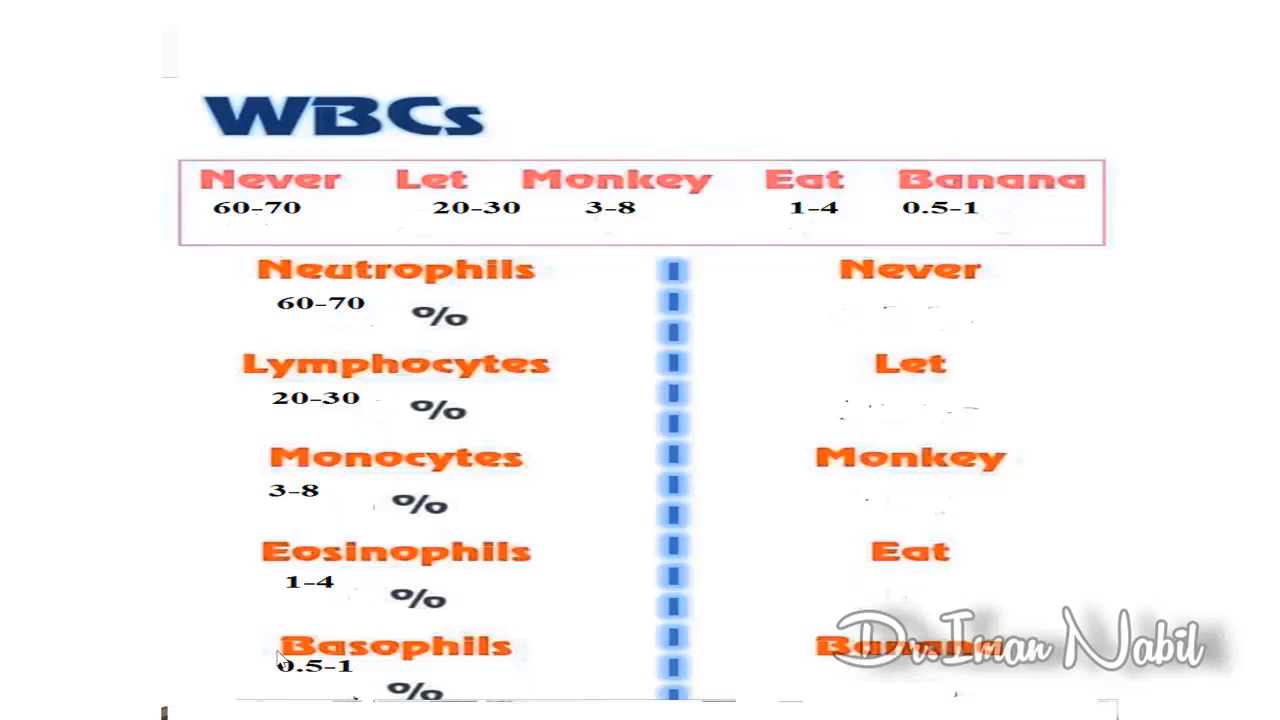 WBCs
Never Let Monkey Eat Banana
60-70 20-30 3-8 1-4 0.5-1
Neutrophils Never
60-70 %
Lymphocytes Let
20-30 %
Monocytes Monkey
3-8 %
Eosinophils Eat
1-4 %
Basophils Banana
0.5-1 %
Dr.Iman Nabil